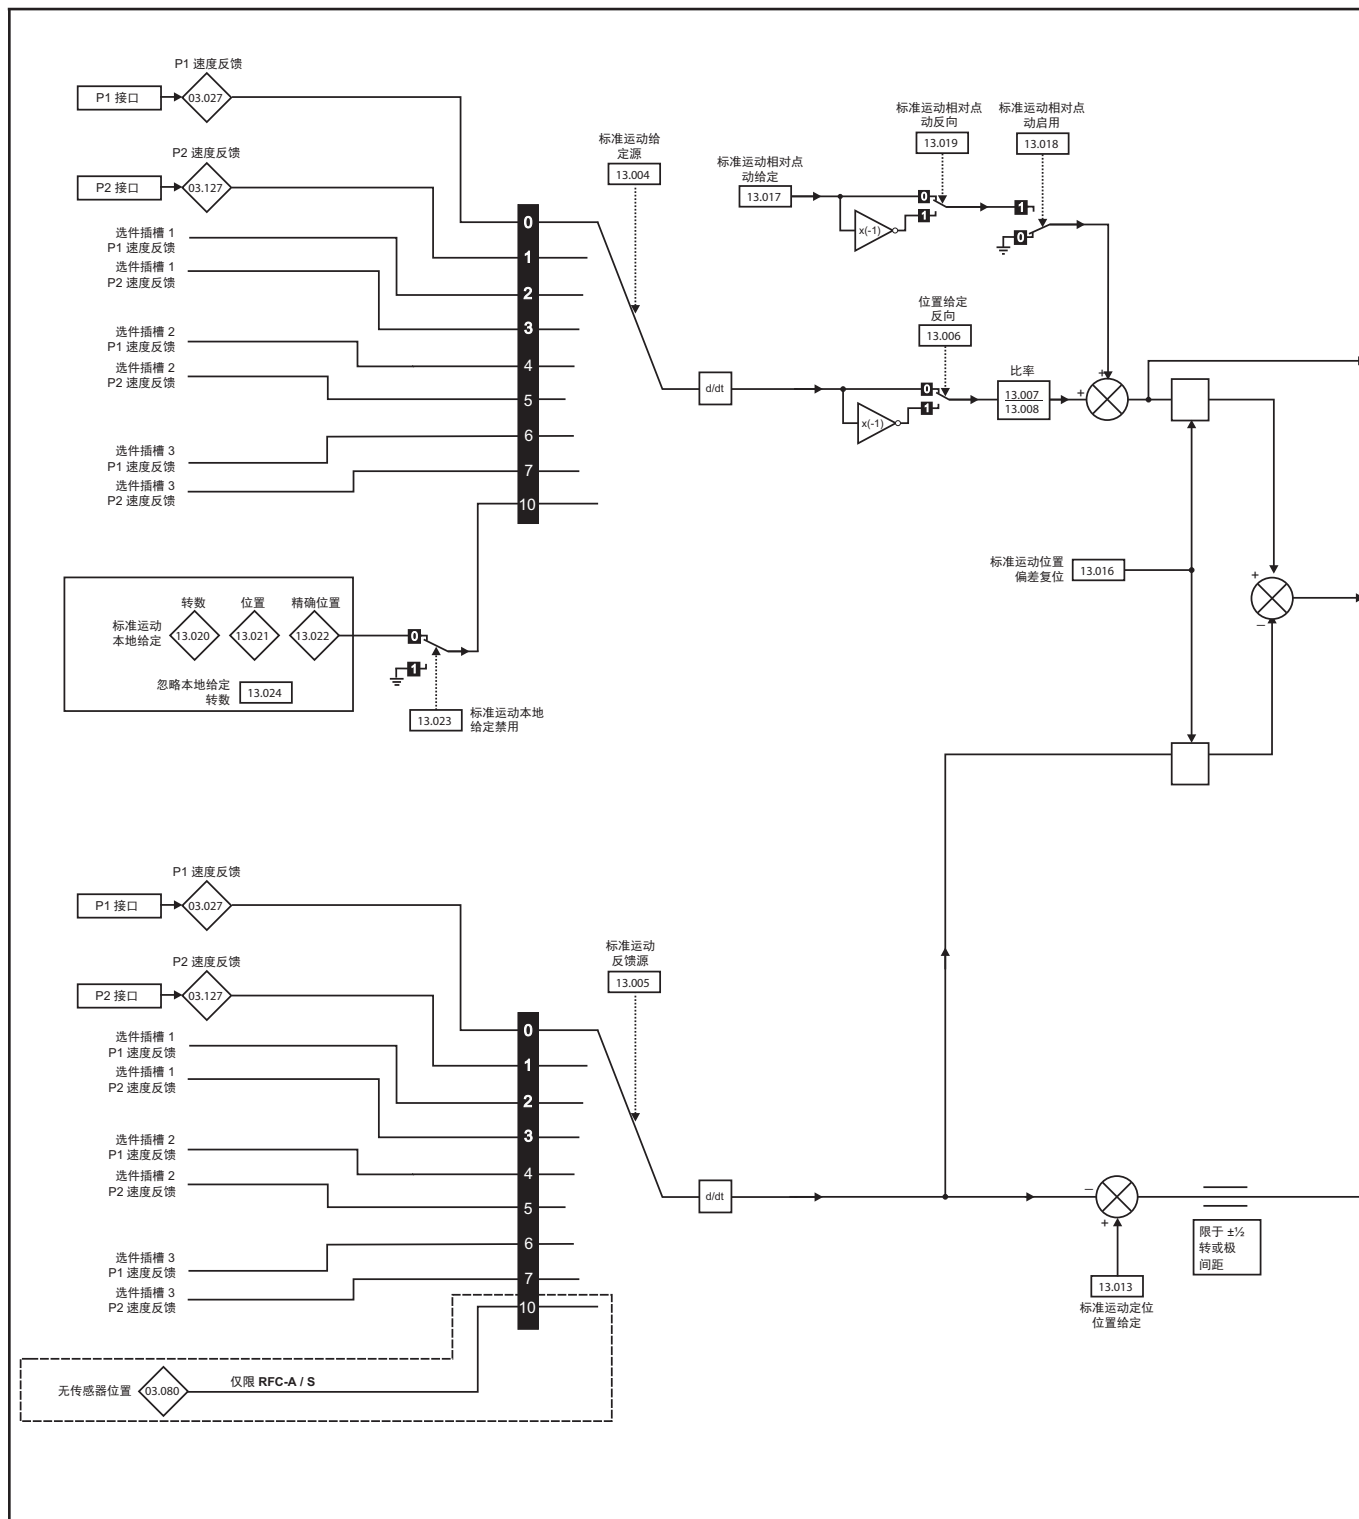 P1 速度反馈
P1 接口
03.027
P2 速度反馈
P2 接口
03.127
选件插槽 1
P1 速度反馈
选件插槽 1
P2 速度反馈
选件插槽 2
P1 速度反馈
选件插槽 2
P2 速度反馈
选件插槽 3
P1 速度反馈
选件插槽 3
P2 速度反馈
0
1
2
3
4
5
6
7
10
标准运动给
定源
13.004
d/dt
标准运动相对点
动给定
13.017
标准运动相对点
动反向
13.019
标准运动相对点
动启用
13.018
0
1
x(-1)
1
0
位置给定
反向
13.006
0
1
x(-1)
比率
13.007
13.008
+
+
标准运动位置
偏差复位
13.016
+
–
转数
位置
精确位置
标准运动
本地给定
13.020
13.021
13.022
忽略本地给定
转数
13.024
0
1
13.023
标准运动本地
给定禁用
P1 速度反馈
P1 接口
03.027
P2 速度反馈
P2 接口
03.127
选件插槽 1
P1 速度反馈
选件插槽 1
P2 速度反馈
选件插槽 2
P1 速度反馈
选件插槽 2
P2 速度反馈
选件插槽 3
P1 速度反馈
选件插槽 3
P2 速度反馈
0
1
2
3
4
5
6
7
10
标准运动
反馈源
13.005
d/dt
–
+
13.013
标准运动定位
位置给定
限于 ±½
转或极
间距
无传感器位置
03.080
仅限 RFC-A / S